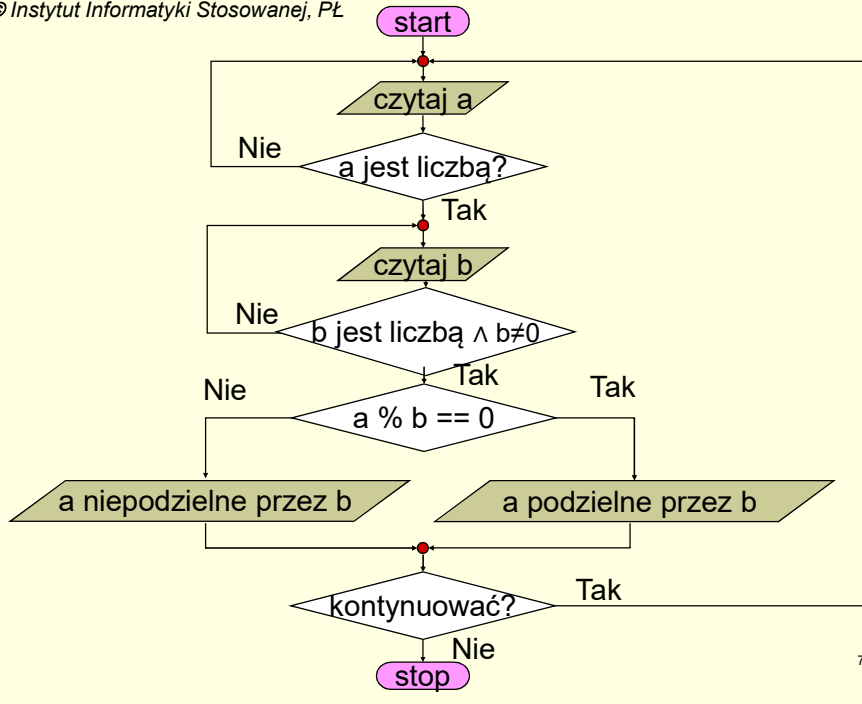 © Instytut Informatyki Stosowanej, PŁ
start
czytaj a
Nie
a jest liczbą?
Tak
czytaj b
Nie
b jest liczbą ∧ b≠0
Tak
Nie
Tak
a % b == 0
a niepodzielne przez b
a podzielne przez b
kontynuować?
Tak
Nie
stop